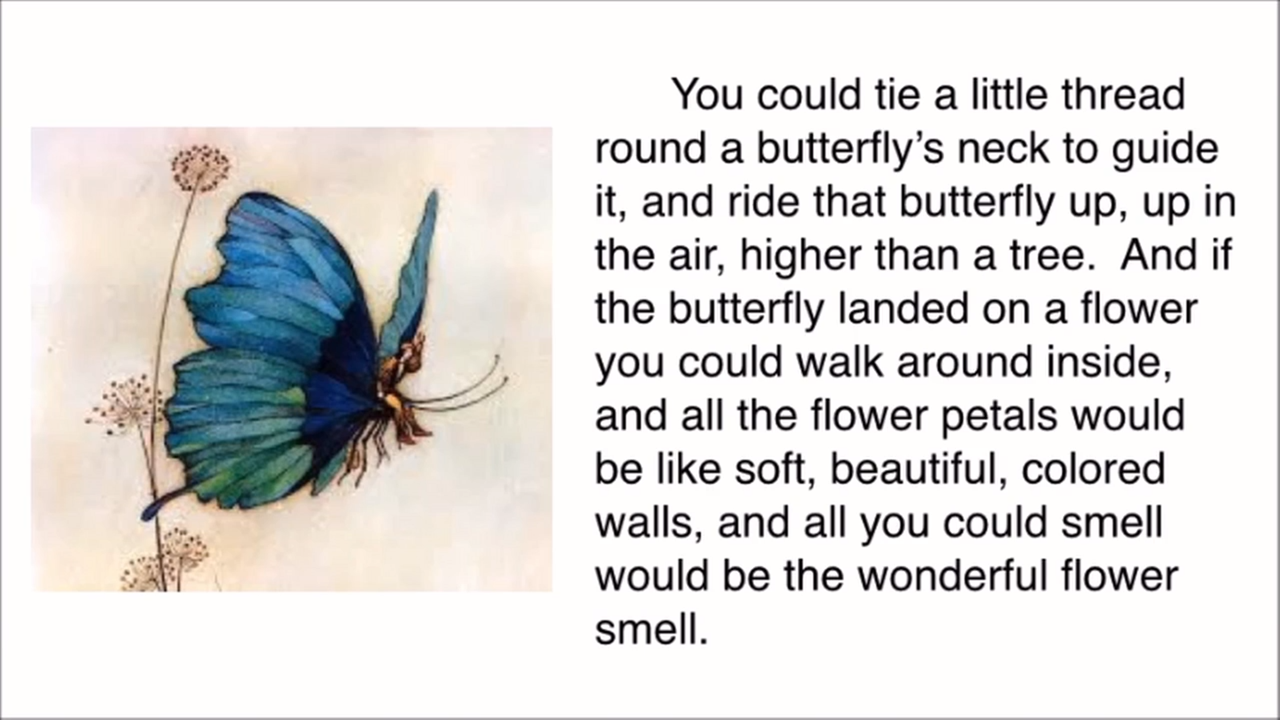 You could tie a little thread
round a butterfly’s neck to guide
it, and ride that butterfly up, up in
the air, higher than a tree.  And if
the butterfly landed on a flower
you could walk around inside,
and all the flower petals would
be like soft, beautiful, colored
walls, and all you could smell
would be the wonderful flower
smell.